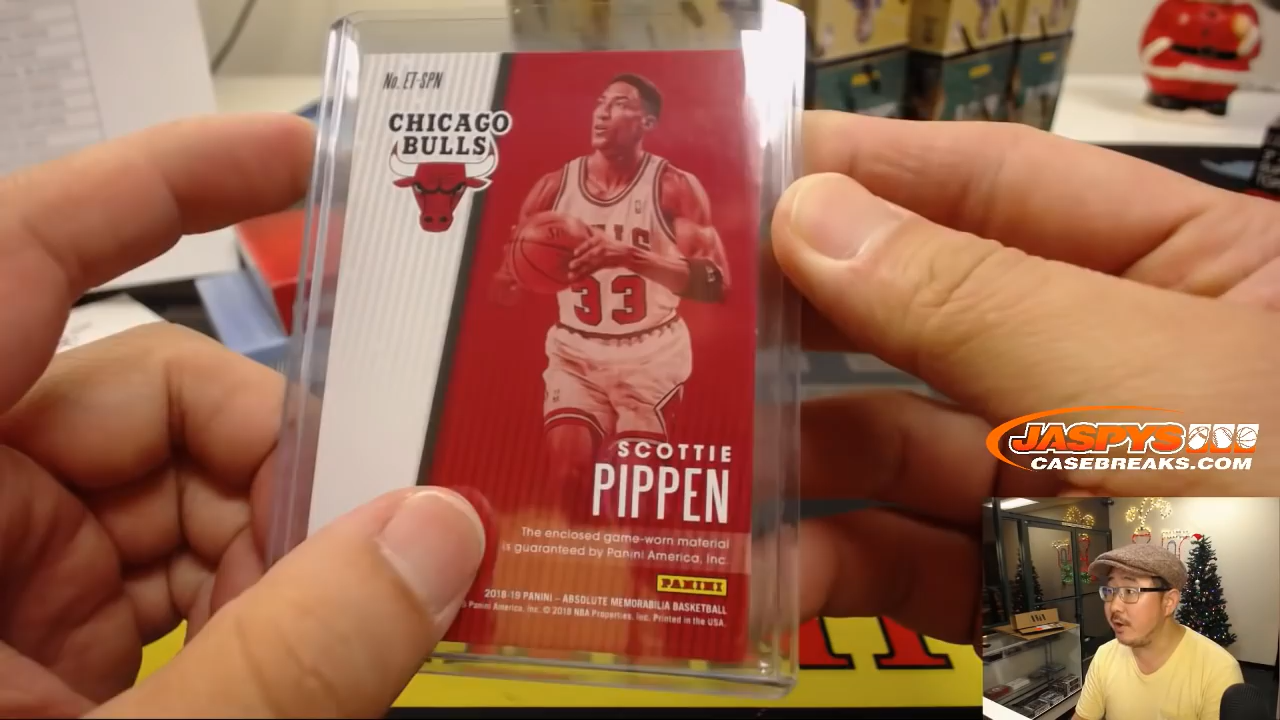 No. ET-SPN
CHICAGO
BULLS
33
SCOTTIE
PIPPEN
The enclosed game-worn material
is guaranteed by Panini America, Inc.
PANINI
2018-19 PANINI – ABSOLUTE MEMORABILIA BASKETBALL
Panini America, Inc. © 2018 NBA Properties, Inc. Printed in the USA.
JASPYS
CASEBREAKS.COM